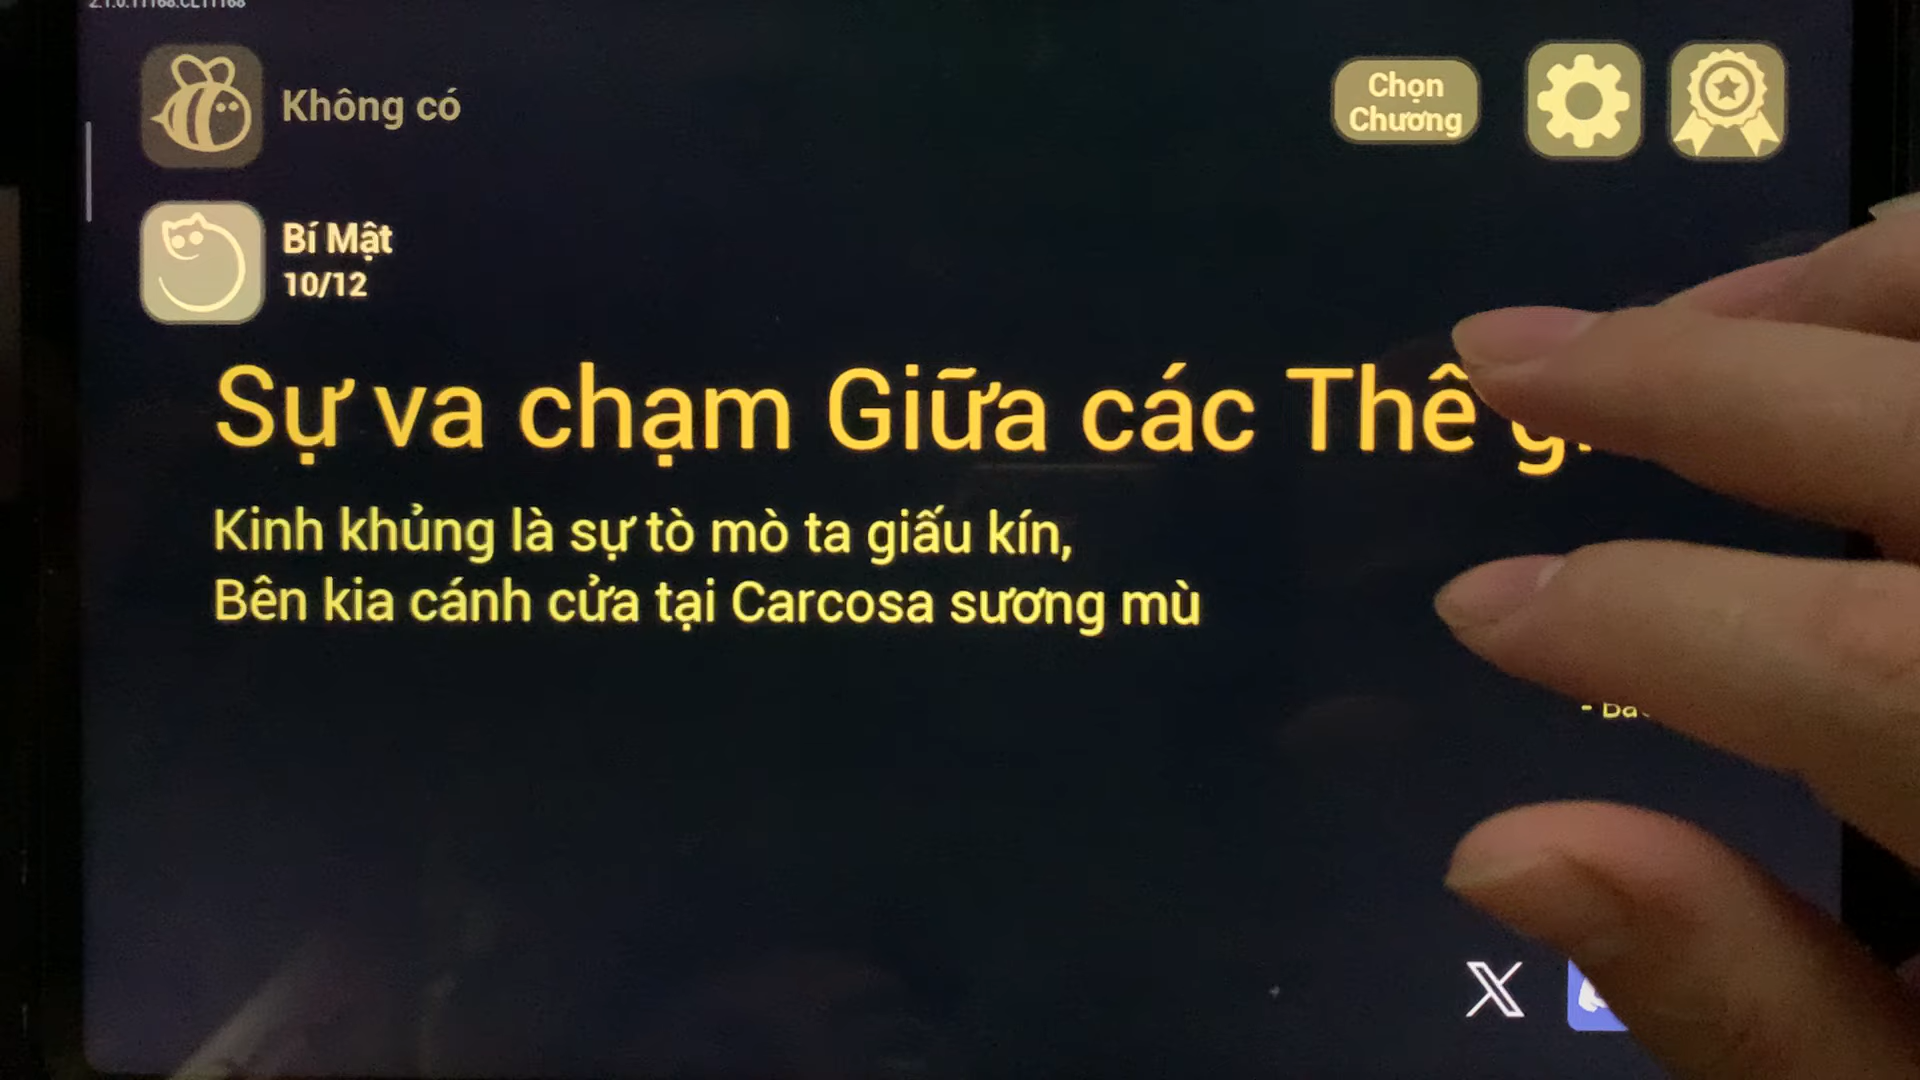 Không có
Chọn
Chương
Bí Mật
10/12
Sự va chạm Giữa các
Kinh khủng là sự tò mò ta giấu kín,
Bên kia cánh cửa tại Carcosa sương mù